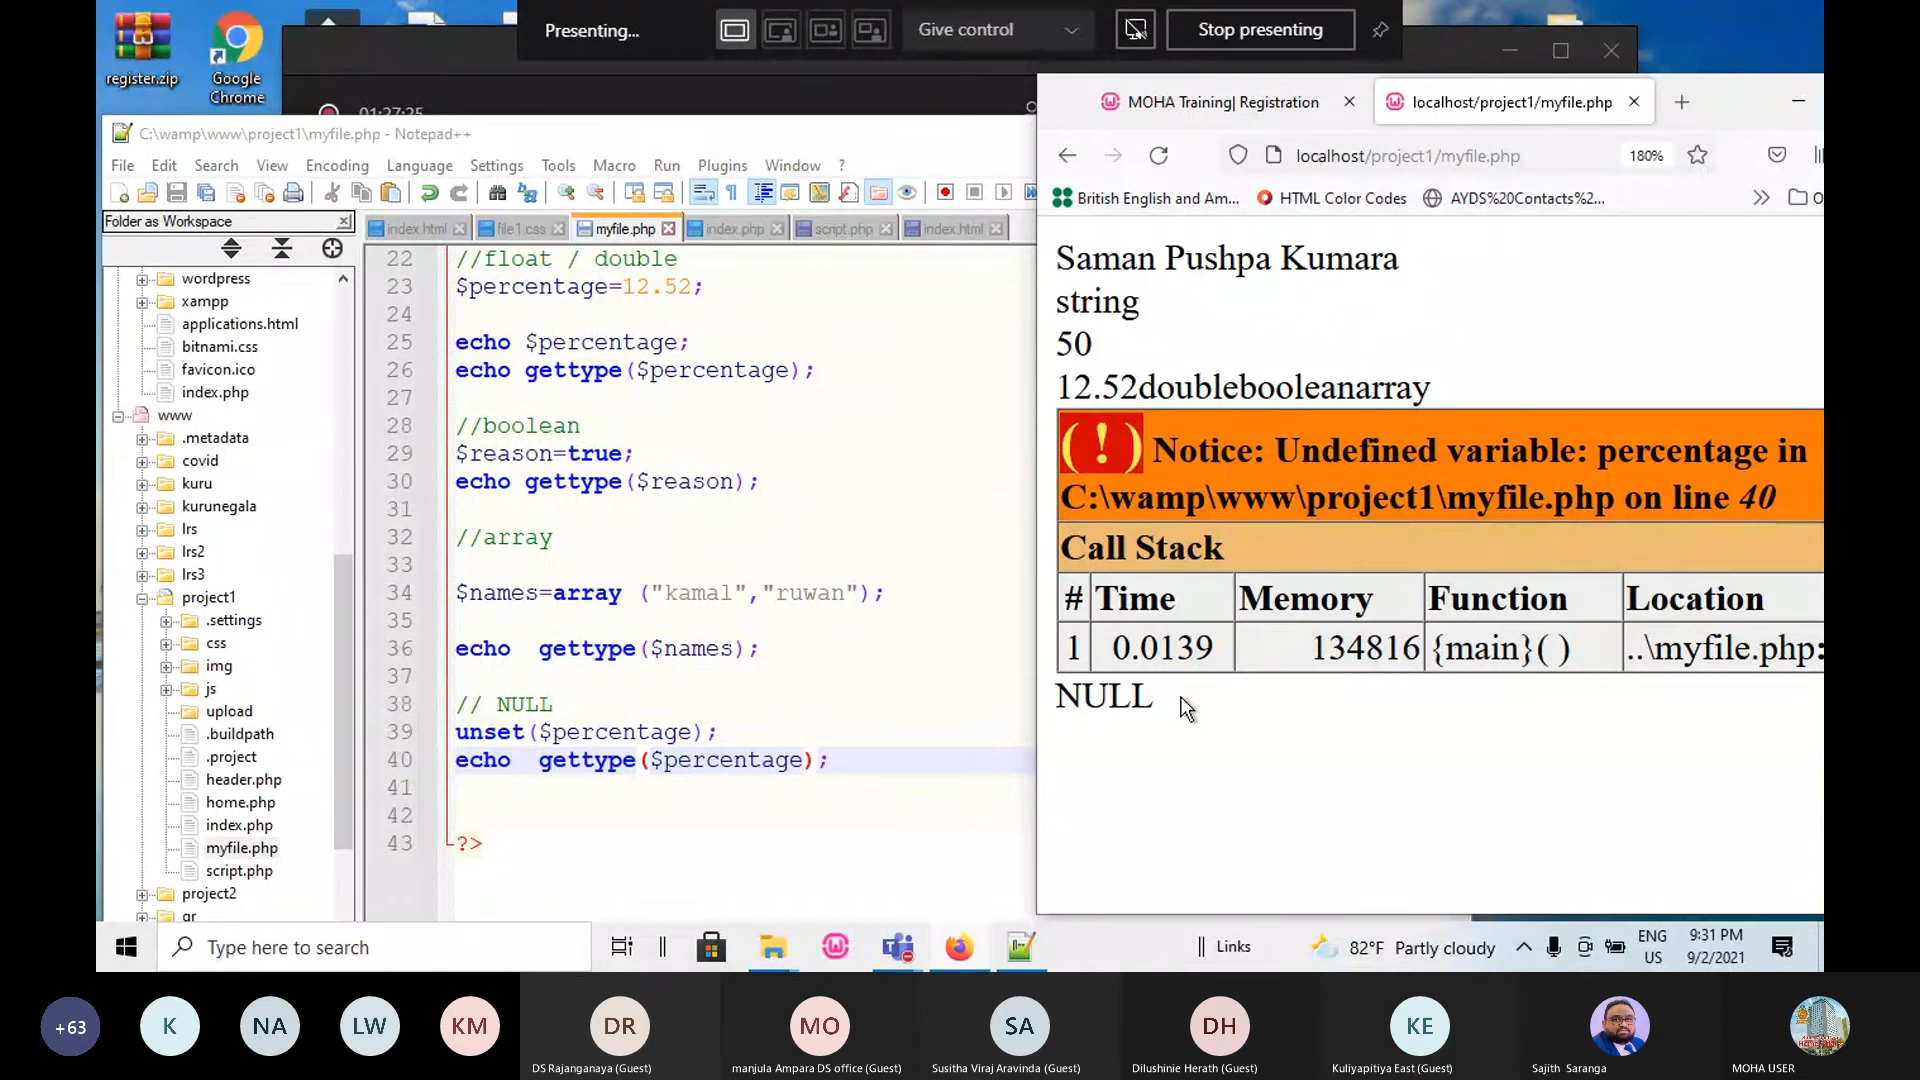 register.zip
Google
Chrome
01:27:25
Presenting...
Give control
Stop presenting
C:\wamp\www\project1\myfile.php - Notepad++
File Edit Search View Encoding Language Settings Tools Macro Run Plugins Window ?
Folder as Workspace
wordpress
xampp
applications.html
bitnami.css
favicon.ico
index.php
www
.metadata
covid
kuru
kurunegala
lrs
lrs2
lrs3
project1
.settings
css
img
js
upload
.buildpath
.project
header.php
home.php
index.php
myfile.php
script.php
project2
qr
index.html file1.css myfile.php index.php script.php index.html
22 //float / double
23 $percentage=12.52;
24
25 echo $percentage;
26 echo gettype($percentage);
27
28 //boolean
29 $reason=true;
30 echo gettype($reason);
31
32 //array
33
34 $names=array ("kamal","ruwan");
35
36 echo  gettype($names);
37
38 // NULL
39 unset($percentage);
40 echo  gettype($percentage);
41
42
43 ?>
MOHA Training| Registration
localhost/project1/myfile.php
localhost/project1/myfile.php
180%
British English and Am...
HTML Color Codes
AYDS%20Contacts%2...
O
Saman Pushpa Kumara
string
50
12.52doublebooleanarray
( ! ) Notice: Undefined variable: percentage in
C:\wamp\www\project1\myfile.php on line 40
Call Stack
# Time Memory Function Location
1 0.0139 134816 {main}( ) ..\myfile.php:
NULL
Type here to search
Links
82°F Partly cloudy
ENG
US
9:31 PM
9/2/2021
+63
K
NA
LW
KM
DR
DS Rajanganaya (Guest)
MO
manjula Ampara DS office (Guest)
SA
Susitha Viraj Aravinda (Guest)
DH
Dilushinie Herath (Guest)
KE
Kuliyapitiya East (Guest)
Sajith Saranga
MOHA USER